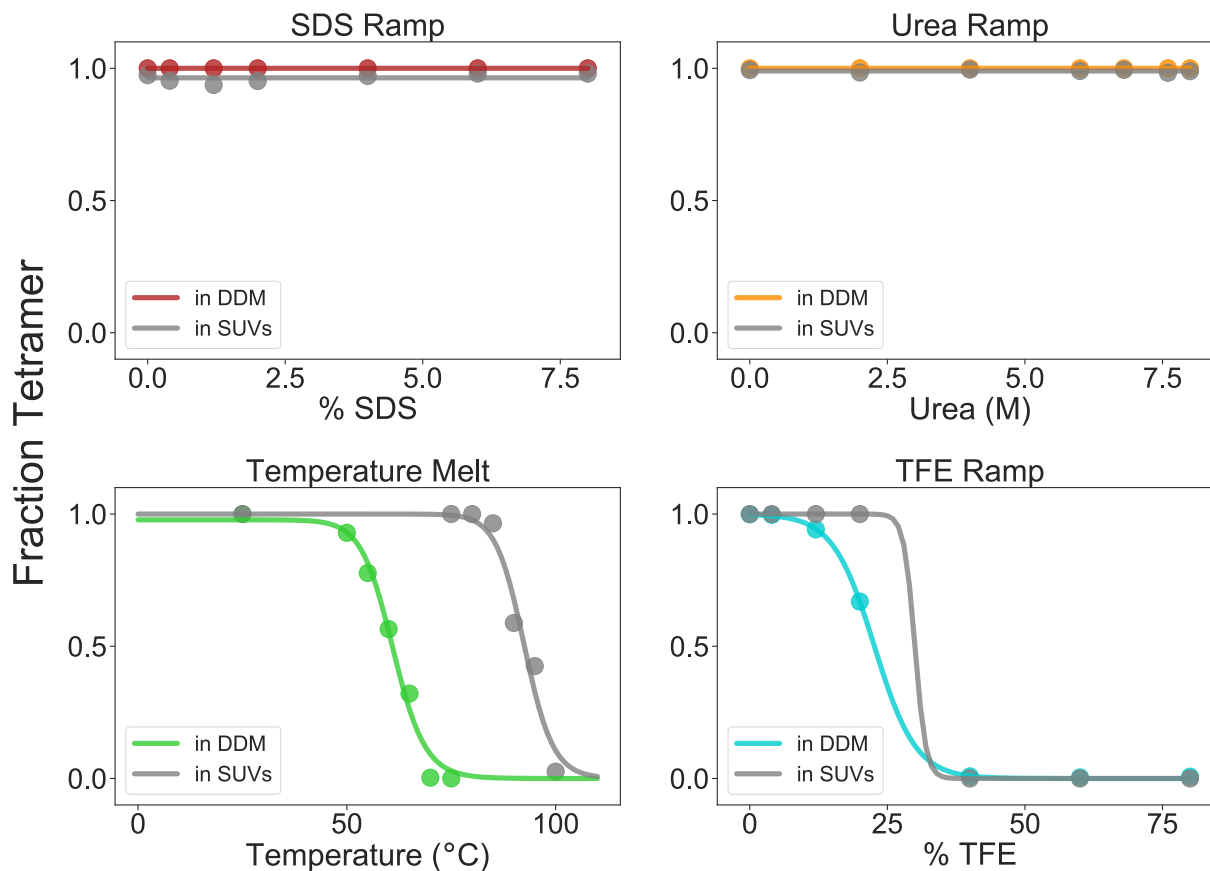 SDS Ramp
1.0
0.5
0.0
in DDM
in SUVs
0.0 2.5 5.0 7.5
% SDS
Urea Ramp
1.0
0.5
0.0
in DDM
in SUVs
0.0 2.5 5.0 7.5
Urea (M)
Fraction Tetramer
Temperature Melt
1.0
0.5
0.0
in DDM
in SUVs
0 50 100
Temperature (°C)
TFE Ramp
1.0
0.5
0.0
in DDM
in SUVs
0 25 50 75
% TFE